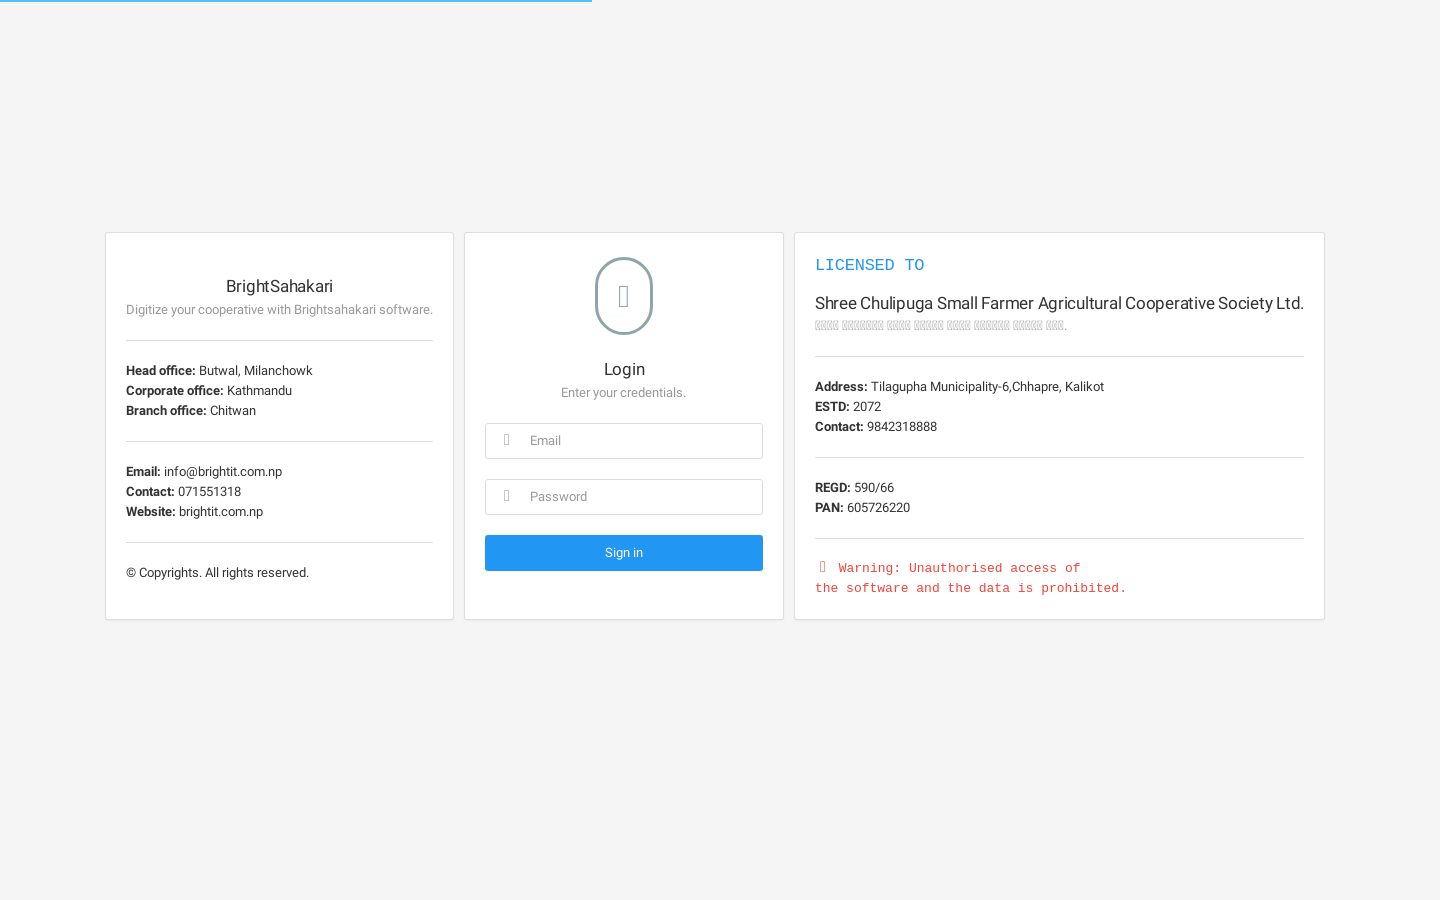 BrightSahakari
Digitize your cooperative with Brightsahakari software.
Head office: Butwal, Milanchowk
Corporate office: Kathmandu
Branch office: Chitwan
Email: info@brightit.com.np
Contact: 071551318
Website: brightit.com.np
© Copyrights. All rights reserved.
Login
Enter your credentials.
Email
Password
Sign in
LICENSED TO
Shree Chulipuga Small Farmer Agricultural Cooperative Society Ltd.
Address: Tilagupha Municipality-6,Chhapre, Kalikot
ESTD: 2072
Contact: 9842318888
REGD: 590/66
PAN: 605726220
Warning: Unauthorised access of
the software and the data is prohibited.